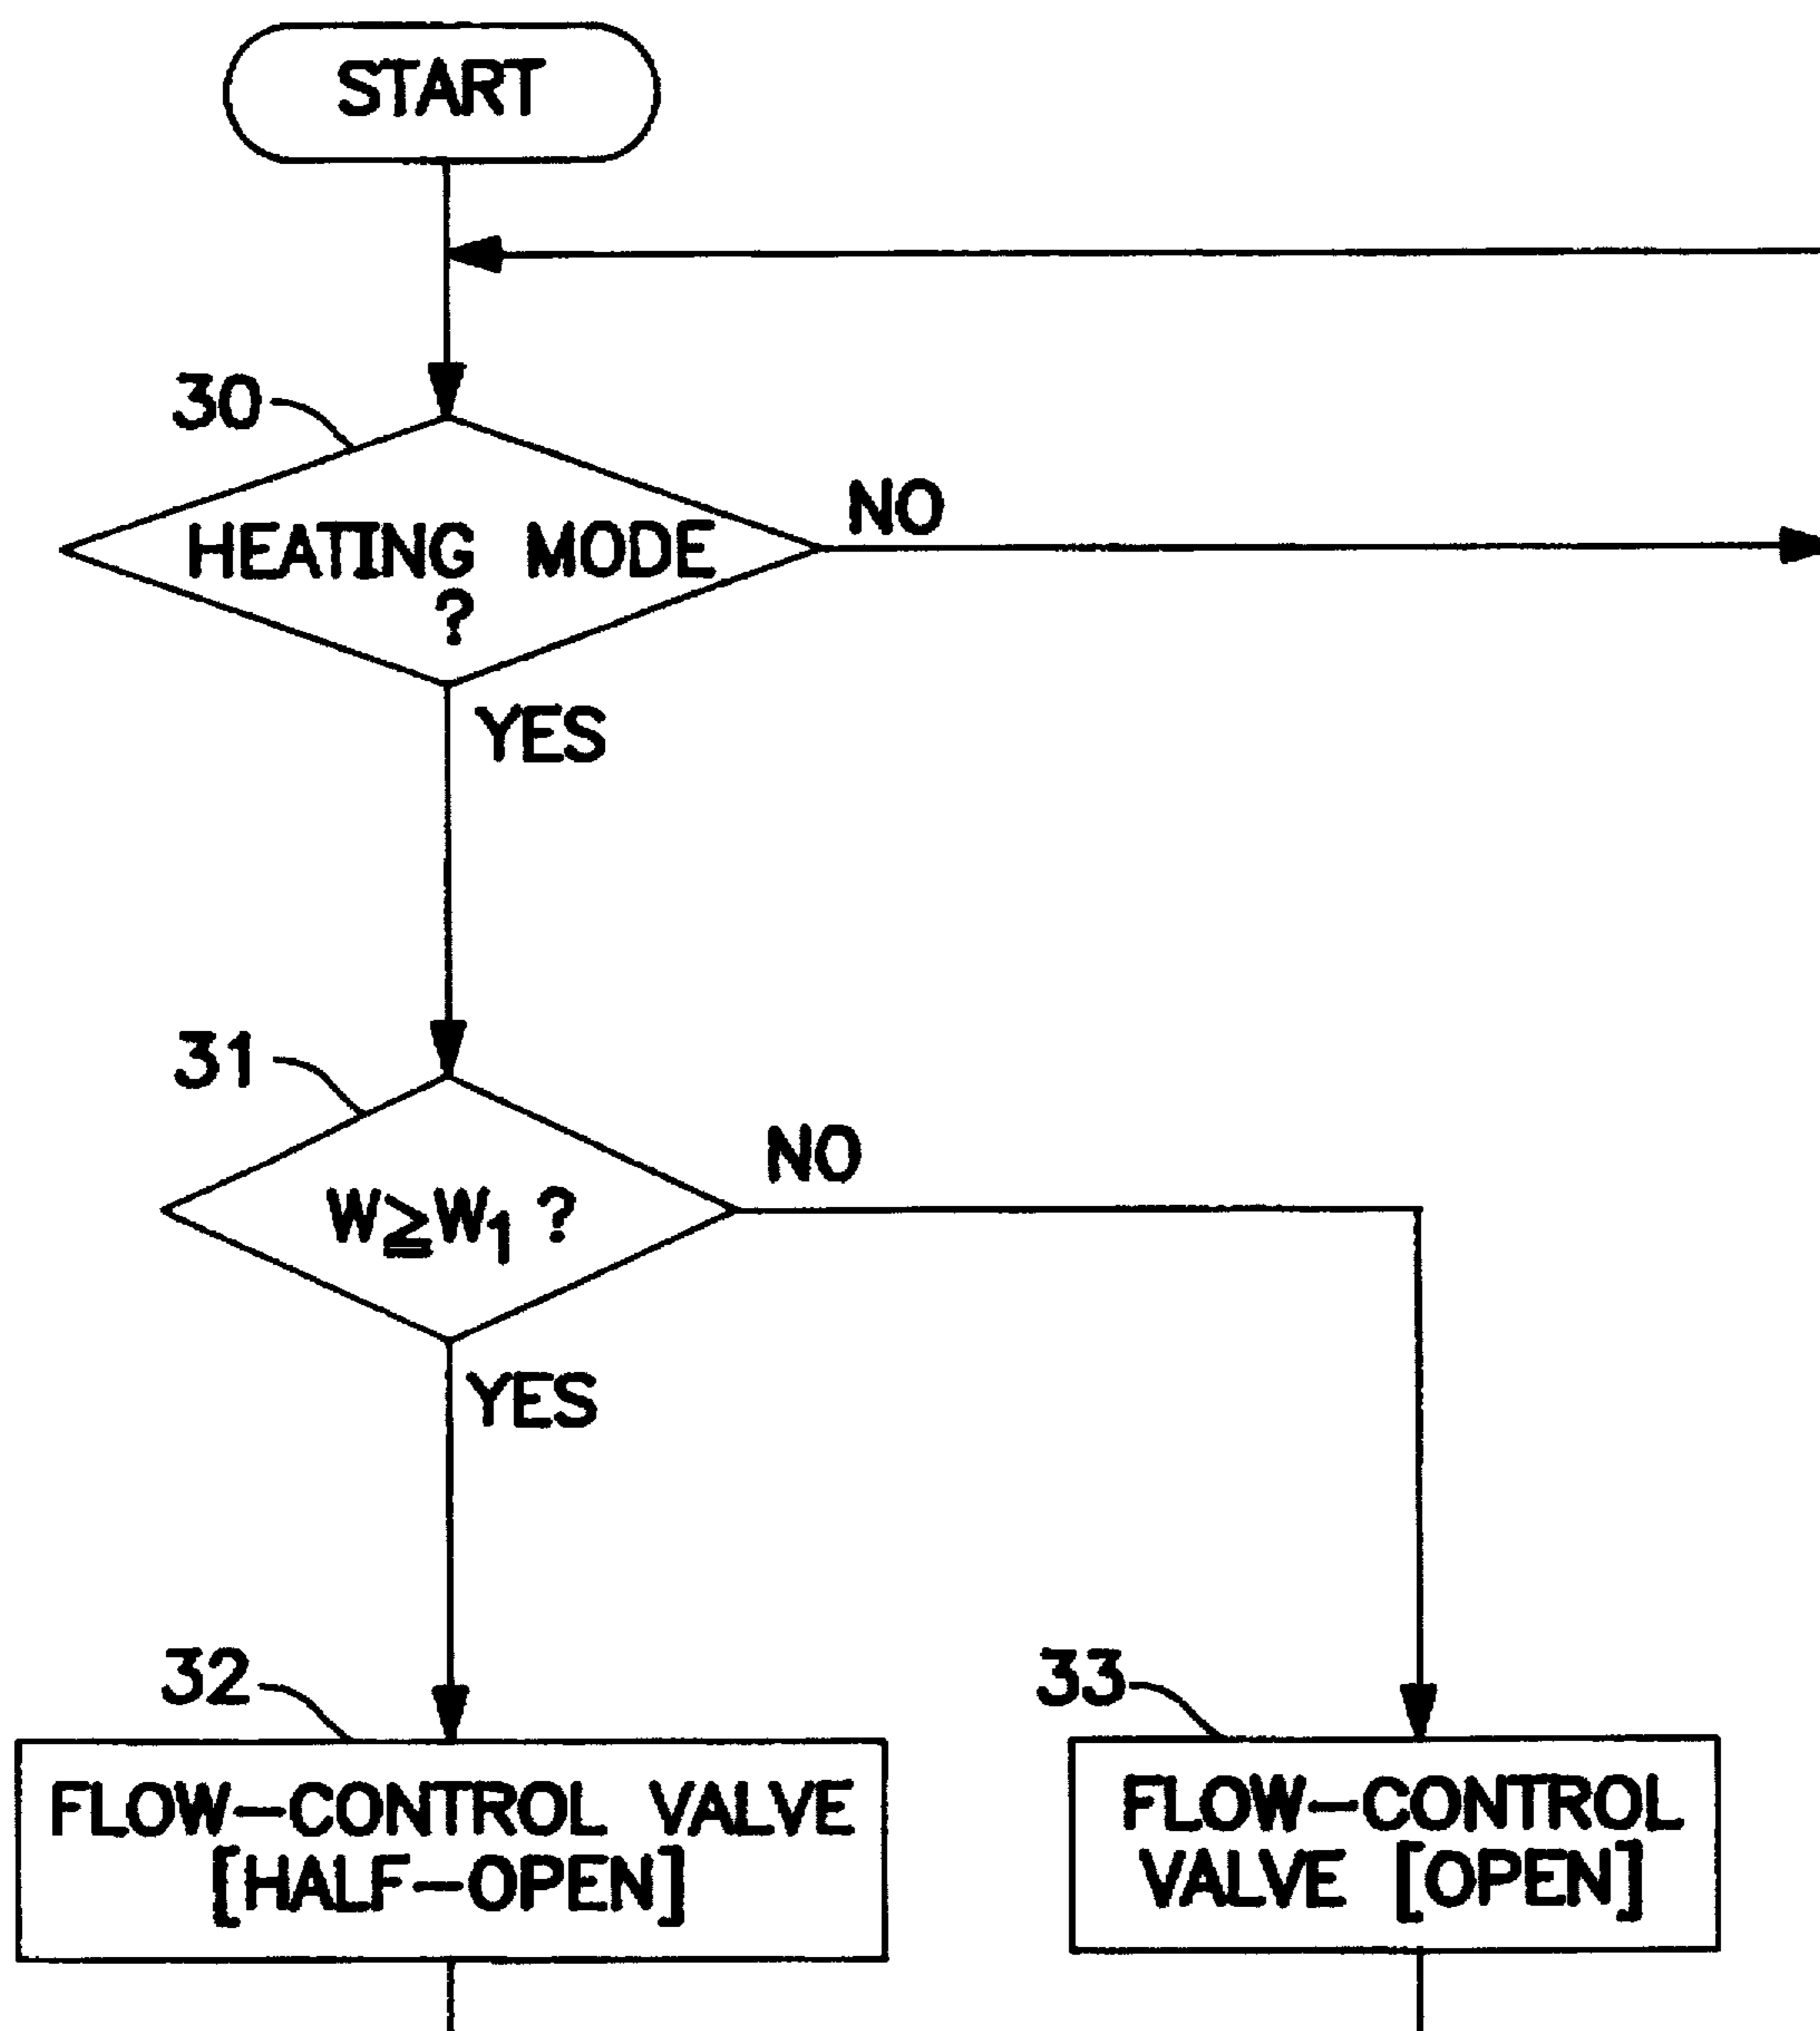 START
30
HEATING MODE
?
NO
YES
31
W≧W₁ ?
NO
YES
32
FLOW-CONTROL VALVE
[HALF-OPEN]
33
FLOW-CONTROL
VALVE [OPEN]